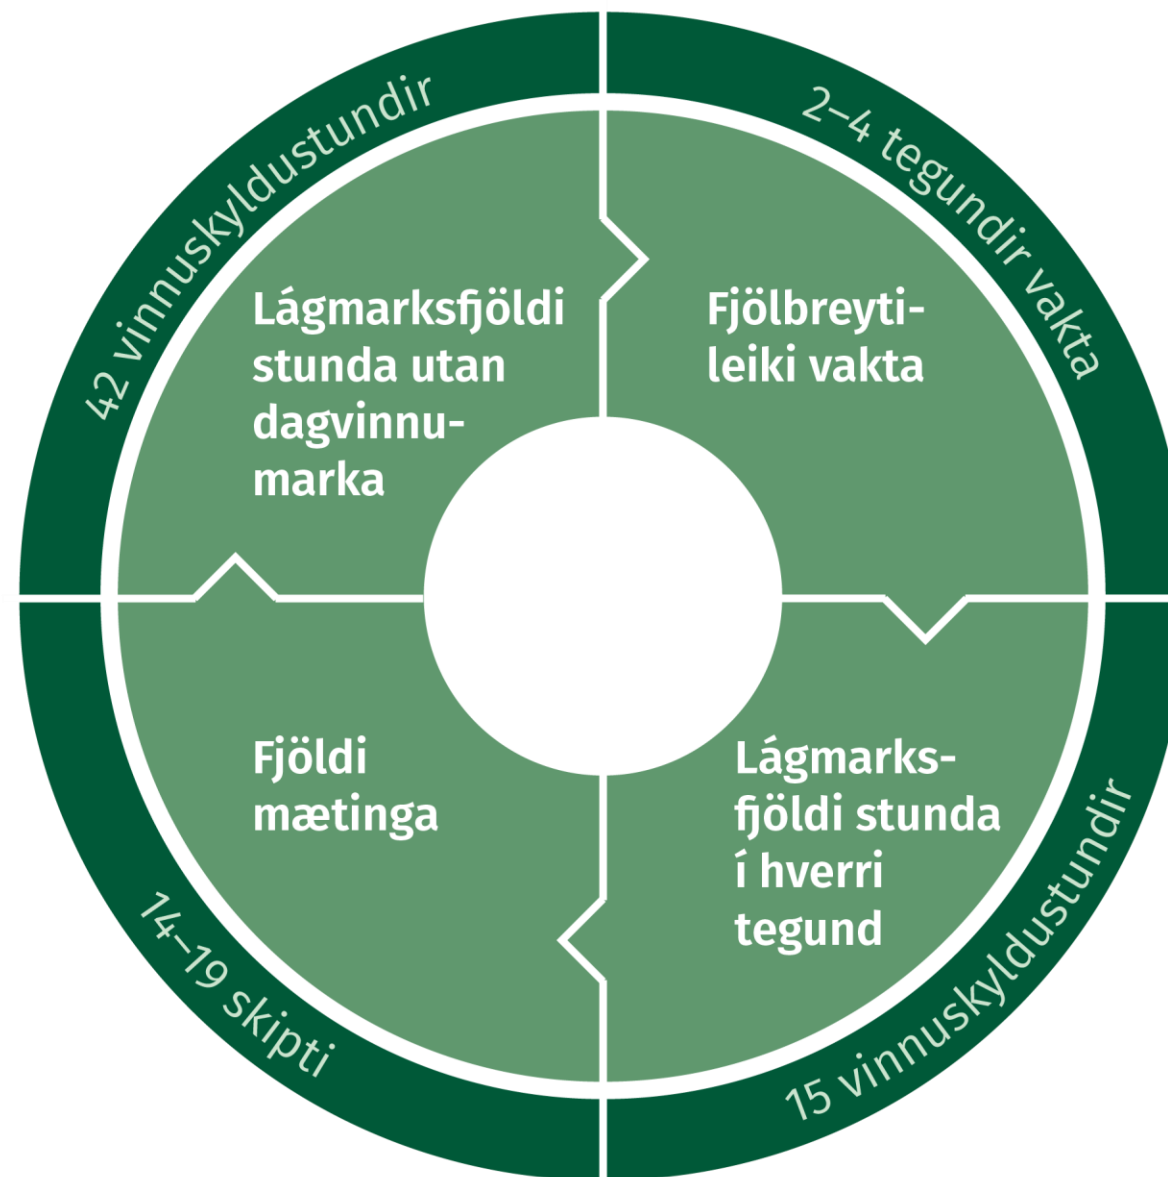 42 vinnuskyldustundir
Lágmarksfjöldi
stunda utan
dagvinnu-
marka
2–4 tegundir vakta
Fjölbreyti-
leiki vakta
Lágmarks-
fjöldi stunda
í hverri
tegund
15 vinnuskyldustundir
Fjöldi
mætinga
14–19 skipti